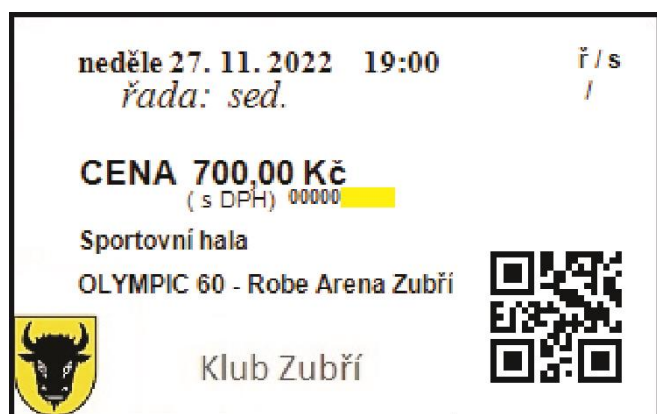 neděle 27. 11. 2022 19:00 ř / s
řada: sed. /
CENA 700,00 Kč
( s DPH) 00000
Sportovní hala
OLYMPIC 60 - Robe Arena Zubří
Klub Zubří